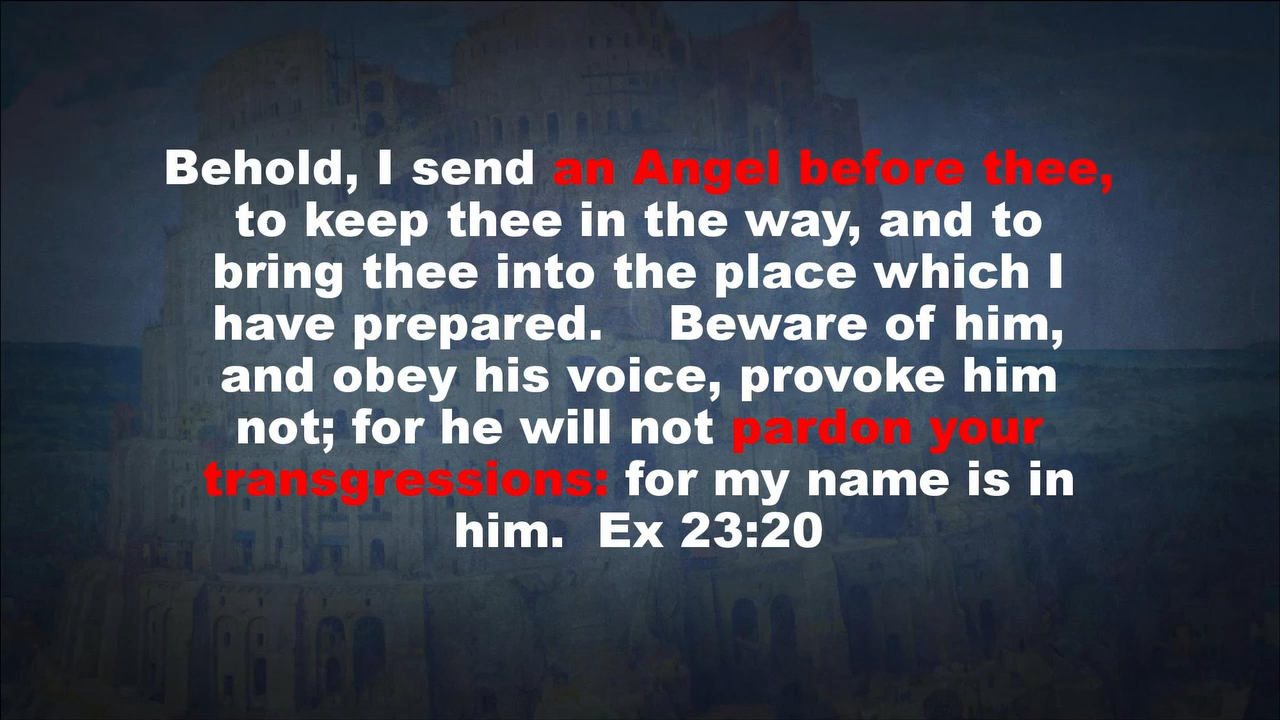 Behold, I send an Angel before thee,
to keep thee in the way, and to
bring thee into the place which I
have prepared. Beware of him,
and obey his voice, provoke him
not; for he will not pardon your
transgressions: for my name is in
him. Ex 23:20